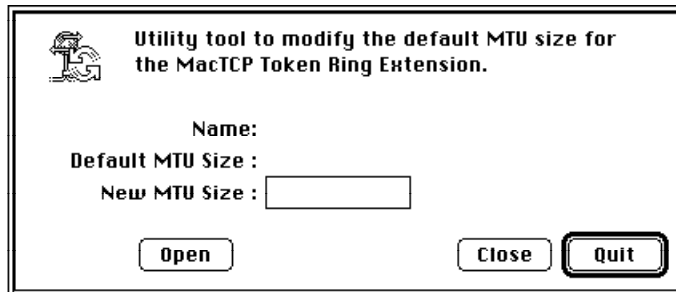 Utility tool to modify the default MTU size for
the MacTCP Token Ring Extension.
Name:
Default MTU Size :
New MTU Size :
Open Close Quit